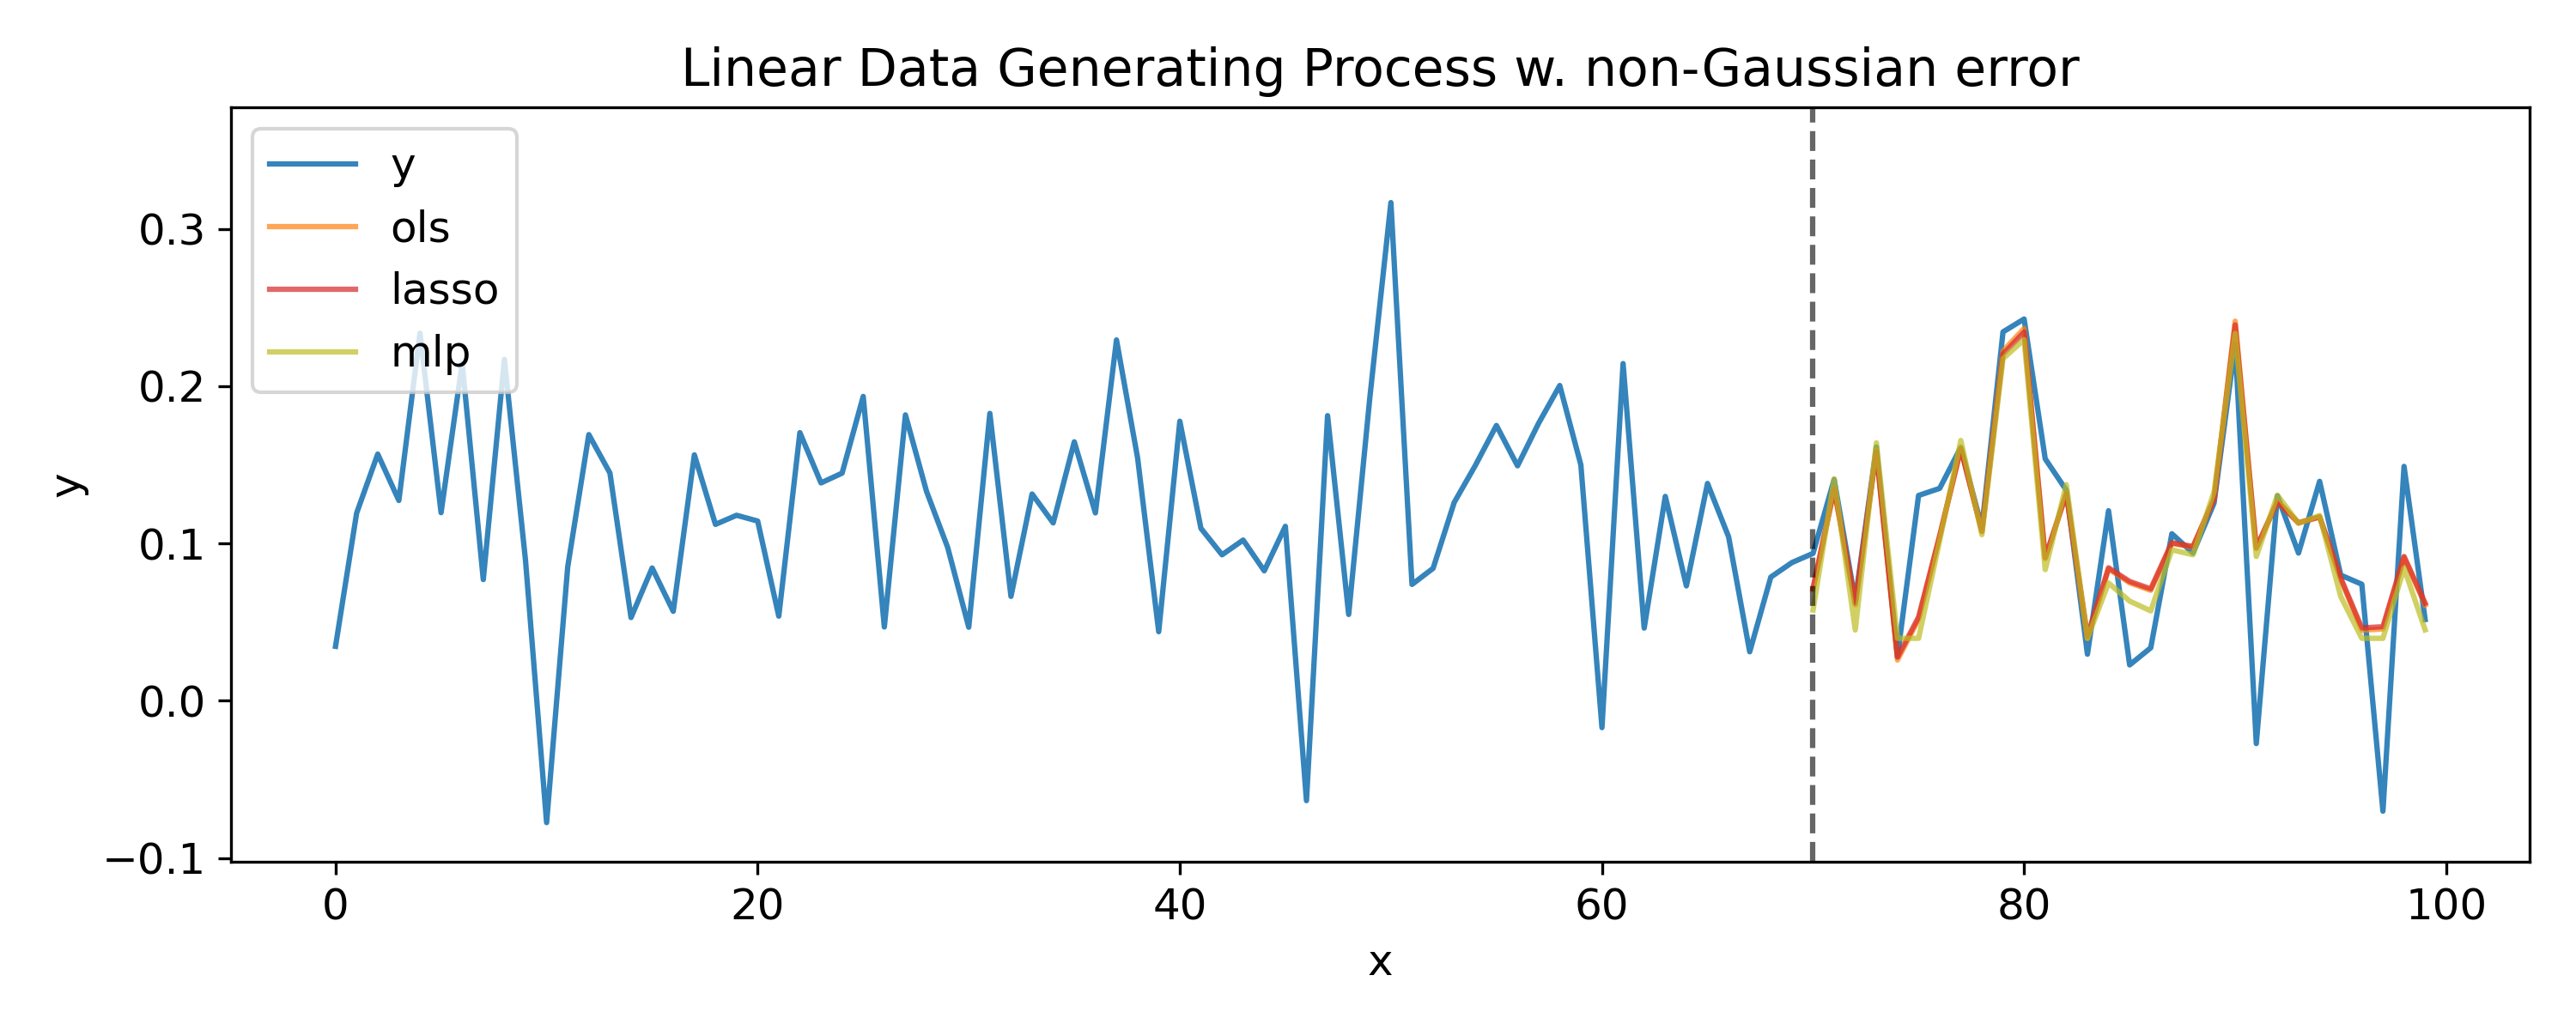 Linear Data Generating Process w. non-Gaussian error
y
ols
lasso
mlp
0.3
0.2
0.1
0.0
−0.1
y
0 20 40 60 80 100
x